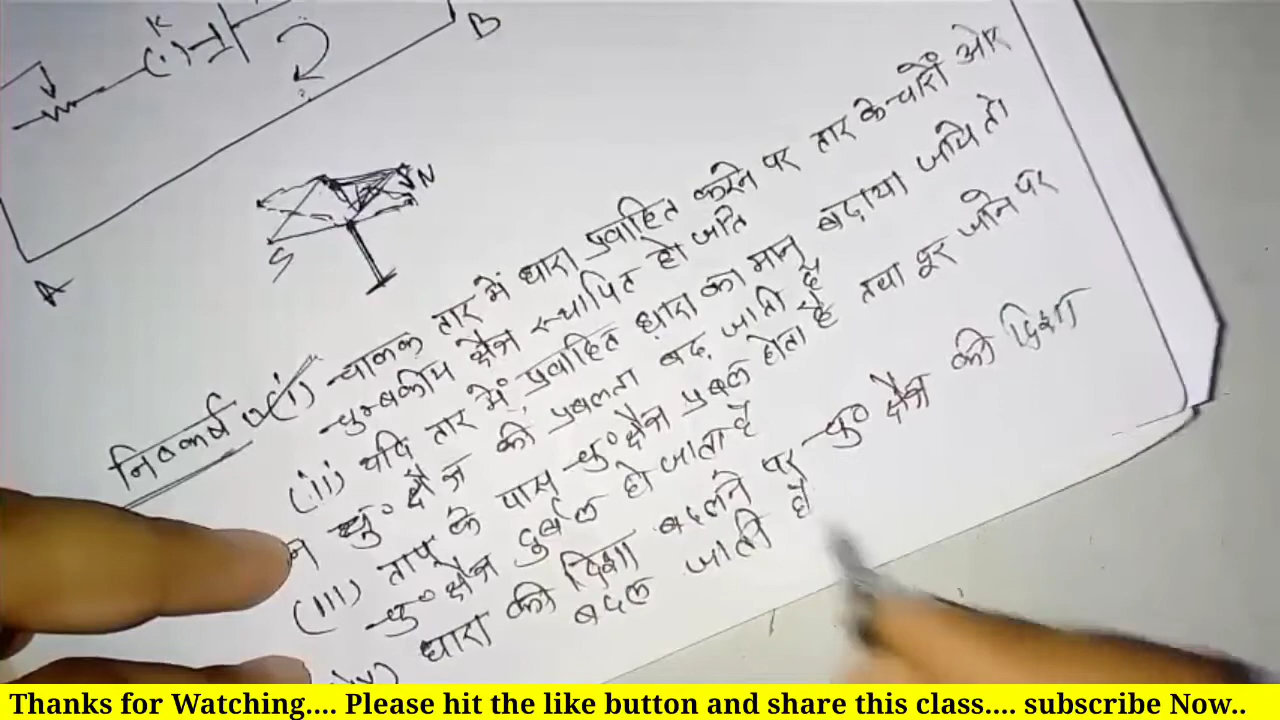 K
(·)
B
A
N
S
निष्कर्ष (i) चालक तार में धारा प्रवाहित करने पर तार के चारों ओर
चुम्बकीय क्षेत्र स्थापित हो जाते
(ii) यदि तार में प्रवाहित धारा का मान बढ़ाया जाये तो
चु० क्षेत्र की प्रबलता बढ़ जाती है
(iii) तार के पास चु० क्षेत्र प्रबल होता है तथा दूर जाने पर
चु० क्षेत्र दुर्बल हो जाता है
(iv) धारा की दिशा बदलने पर चु० क्षेत्र की दिशा
बदल जाती है
Thanks for Watching.... Please hit the like button and share this class.... subscribe Now..